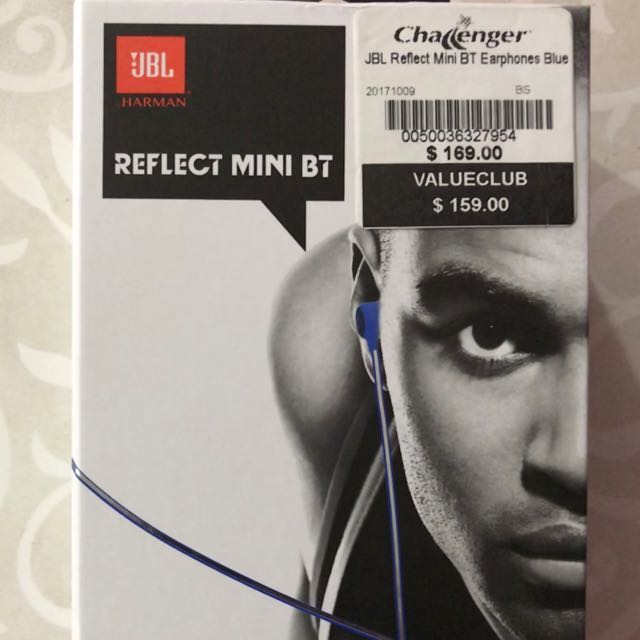 JBL
HARMAN
REFLECT MINI BT
Challenger
JBL Reflect Mini BT Earphones Blue
20171009 BS
0050036327954
$ 169.00
VALUECLUB
$ 159.00